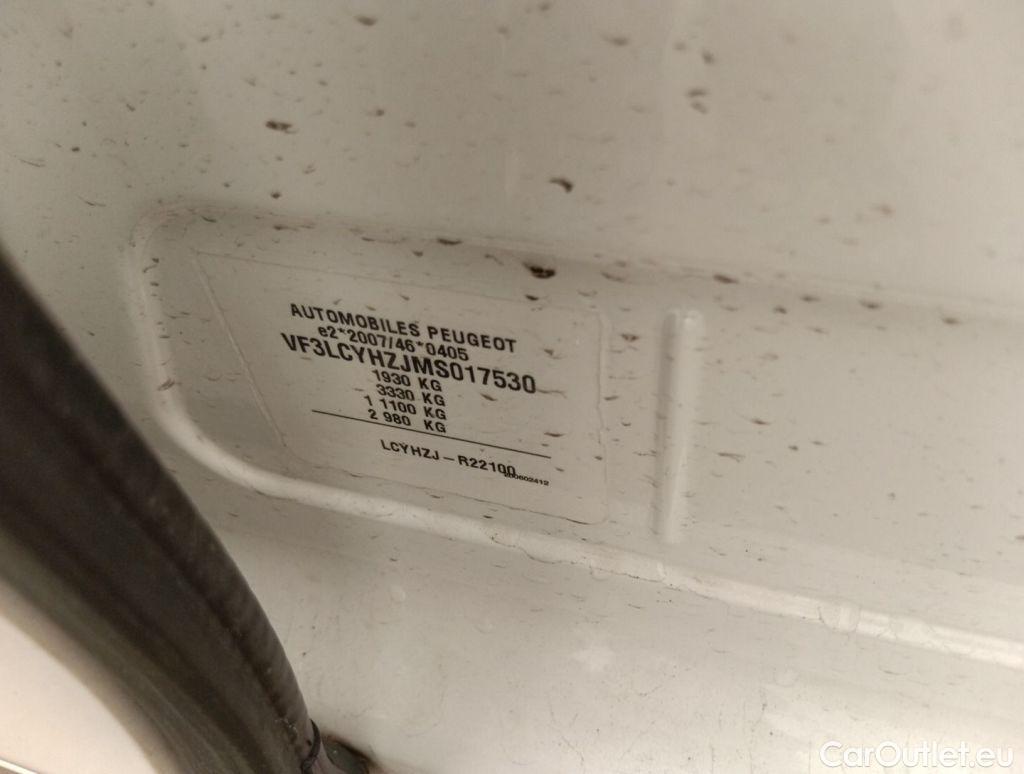 AUTOMOBILES PEUGEOT
e2*2007/46*0405
VF3LCYHZJMS017530
1930 KG
3330 KG
1 1100 KG
2 980 KG
LCYHZJ-R22100
200602412
CarOutlet.eu